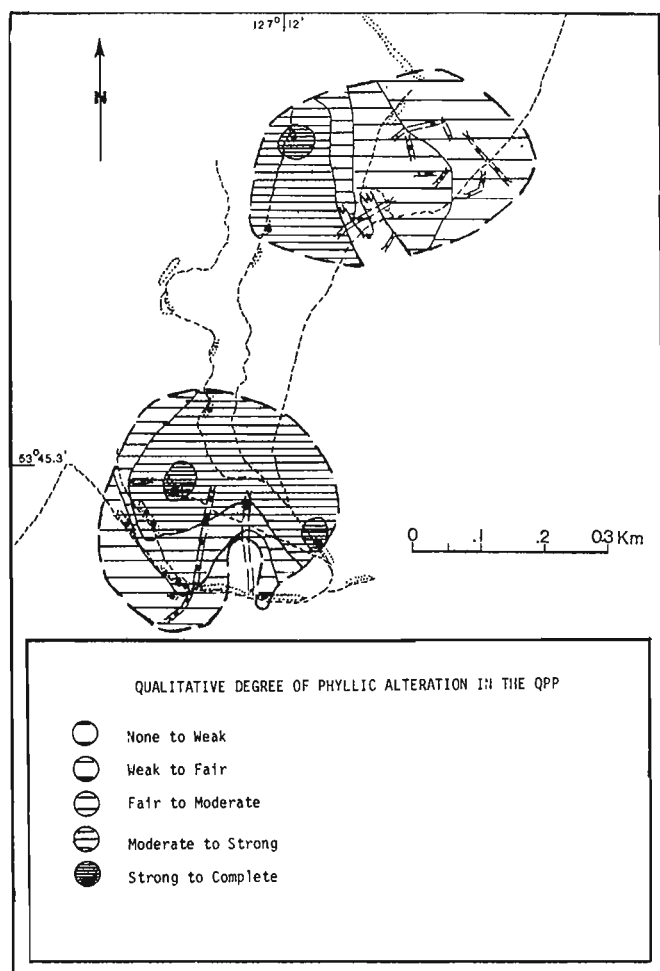 127° 12'
N
53° 45.3'
0 .1 .2 0.3 Km
QUALITATIVE DEGREE OF PHYLLIC ALTERATION IN THE QPP
None to Weak
Weak to Fair
Fair to Moderate
Moderate to Strong
Strong to Complete